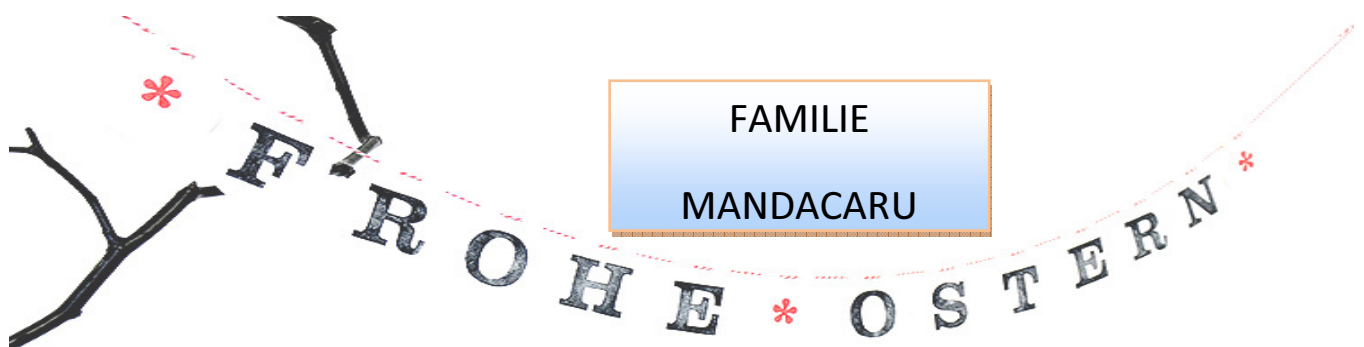 FAMILIE
MANDACARU
* FROHE * OSTERN *